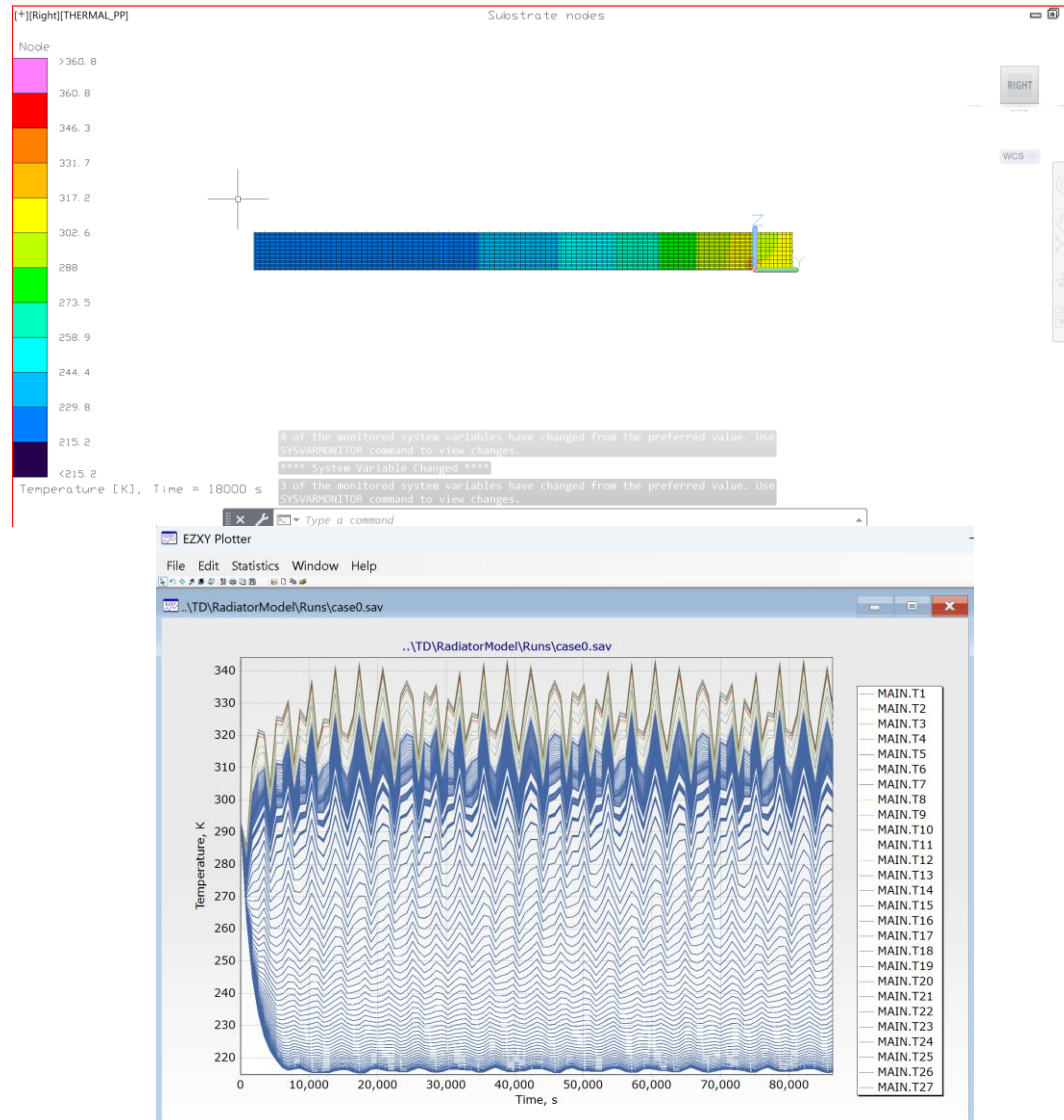 [+][Right][THERMAL_PP]
Substrate nodes
Node
>360.8
360.8
346.3
331.7
317.2
302.6
288
273.5
258.9
244.4
229.8
215.2
<215.2
Temperature [K], Time = 18000 s
RIGHT
WCS
Z
Y
4 of the monitored system variables have changed from the preferred value. Use
SYSVARMONITOR command to view changes.
**** System Variable Changed ****
3 of the monitored system variables have changed from the preferred value. Use
SYSVARMONITOR command to view changes.
Type a command
EZXY Plotter
File Edit Statistics Window Help
..\TD\RadiatorModel\Runs\case0.sav
..\TD\RadiatorModel\Runs\case0.sav
340
330
320
310
300
290
280
270
260
250
240
230
220
Temperature, K
0 10,000 20,000 30,000 40,000 50,000 60,000 70,000 80,000
Time, s
MAIN.T1
MAIN.T2
MAIN.T3
MAIN.T4
MAIN.T5
MAIN.T6
MAIN.T7
MAIN.T8
MAIN.T9
MAIN.T10
MAIN.T11
MAIN.T12
MAIN.T13
MAIN.T14
MAIN.T15
MAIN.T16
MAIN.T17
MAIN.T18
MAIN.T19
MAIN.T20
MAIN.T21
MAIN.T22
MAIN.T23
MAIN.T24
MAIN.T25
MAIN.T26
MAIN.T27